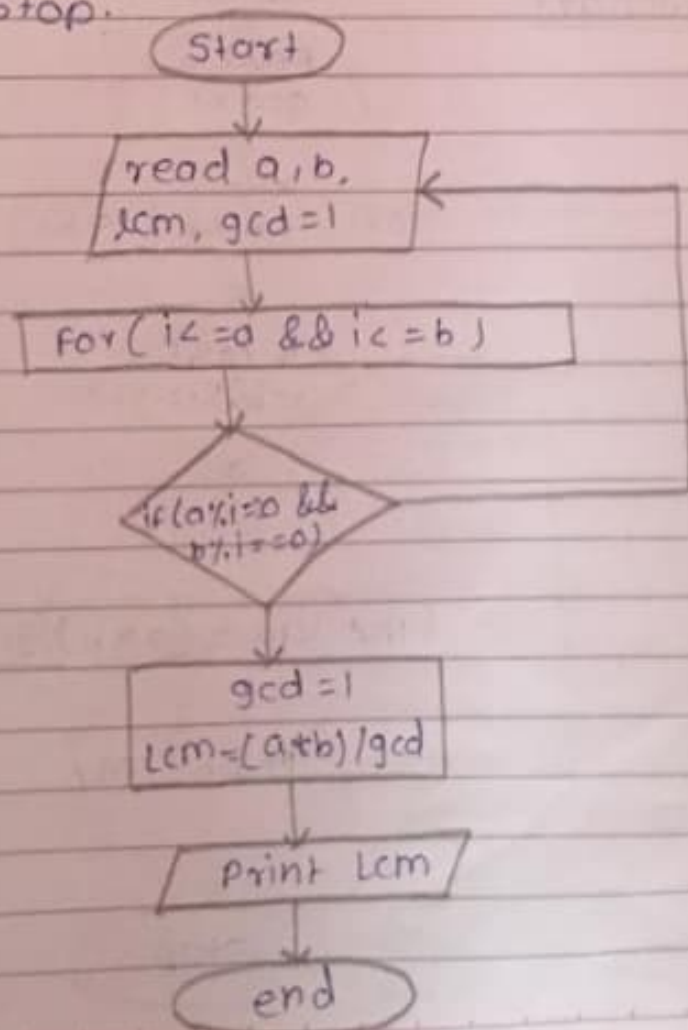 Stop.
Start
read a, b,
lcm, gcd=1
For( i<=a && i<=b)
if(a%i=0 &&
b%i==0)
gcd=1
Lcm=(a*b)/gcd
Print Lcm
end